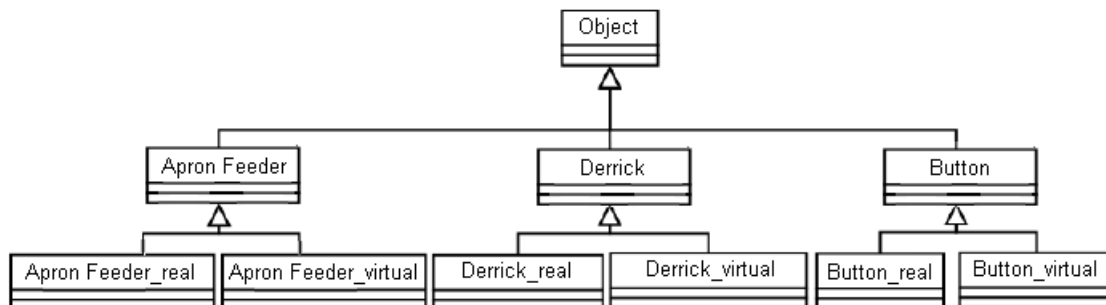 Object
Apron Feeder
Derrick
Button
Apron Feeder_real
Apron Feeder_virtual
Derrick_real
Derrick_virtual
Button_real
Button_virtual